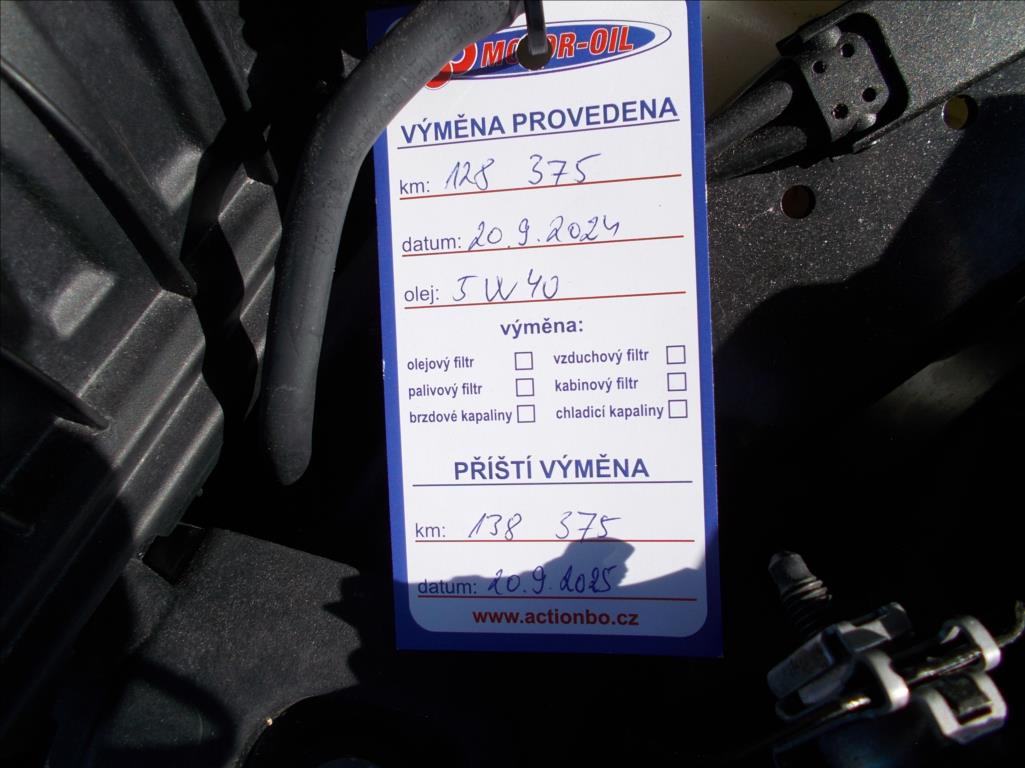 MOTOR-OIL
VÝMĚNA PROVEDENA
km: 128 375
datum: 20.9.2024
olej: 5W40
výměna:
olejový filtr vzduchový filtr
palivový filtr kabinový filtr
brzdové kapaliny chladicí kapaliny
PŘÍŠTÍ VÝMĚNA
km: 138 375
datum: 20.9.2025
www.actionbo.cz